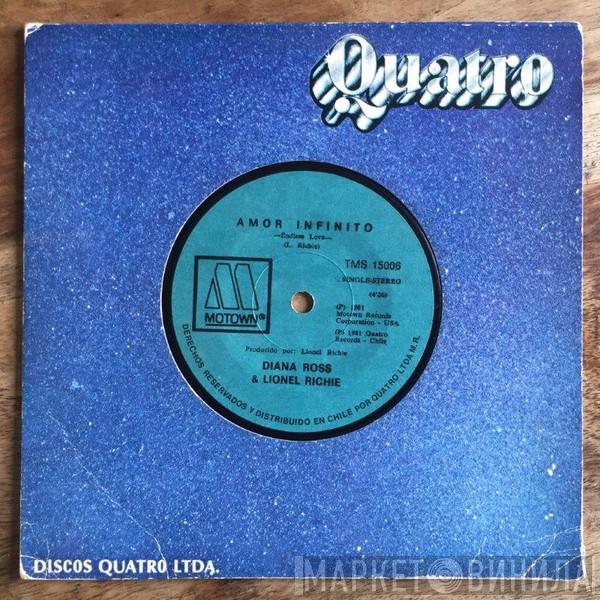 Quatro
AMOR INFINITO
—Endless Love—
(L. Richie)
TMS 15006
SINGLE-STEREO
(4'26)
(P) 1981
Motown Records
Corporation - USA
(P) 1981 Quatro
Records - Chile
MOTOWN®
Producido por: Lionel Richie
DIANA ROSS
& LIONEL RICHIE
DERECHOS RESERVADOS Y DISTRIBUIDO EN CHILE POR QUATRO LTDA M.R.
DISCOS QUATRO LTDA.
МАРКЕТ ВИНИЛА